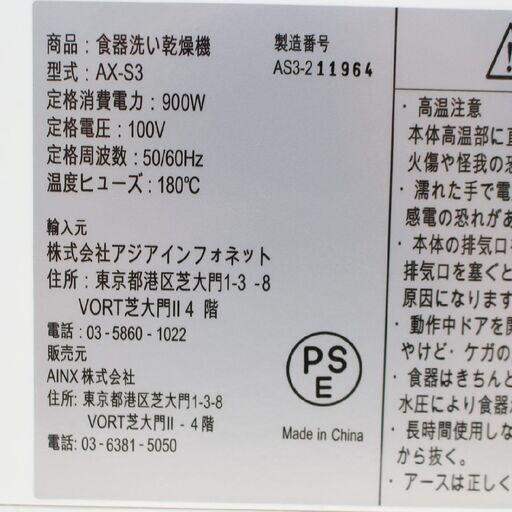 商品：食器洗い乾燥機
型式：AX-S3
定格消費電力：900W
定格電圧：100V
定格周波数：50/60Hz
温度ヒューズ：180℃
輸入元
株式会社アジアインフォネット
住所：東京都港区芝大門1-3 -8
VORT芝大門II 4 階
電話：03-5860-1022
販売元
AINX 株式会社
住所: 東京都港区芝大門1-3-8
VORT芝大門II - 4階
電話: 03-6381-5050
製造番号
AS3-2 11964
PS
E
Made in China
・高温注意
本体高温部に直
火傷や怪我の恐
・濡れた手で電
感電の恐れがあ
・本体の排気口を
排気口を塞ぐと
原因になります
・動作中ドアを開
やけど・ケガの
・食器はきちんと
水圧により食器が
・長時間使用しな
から抜く。
・アースは正しく